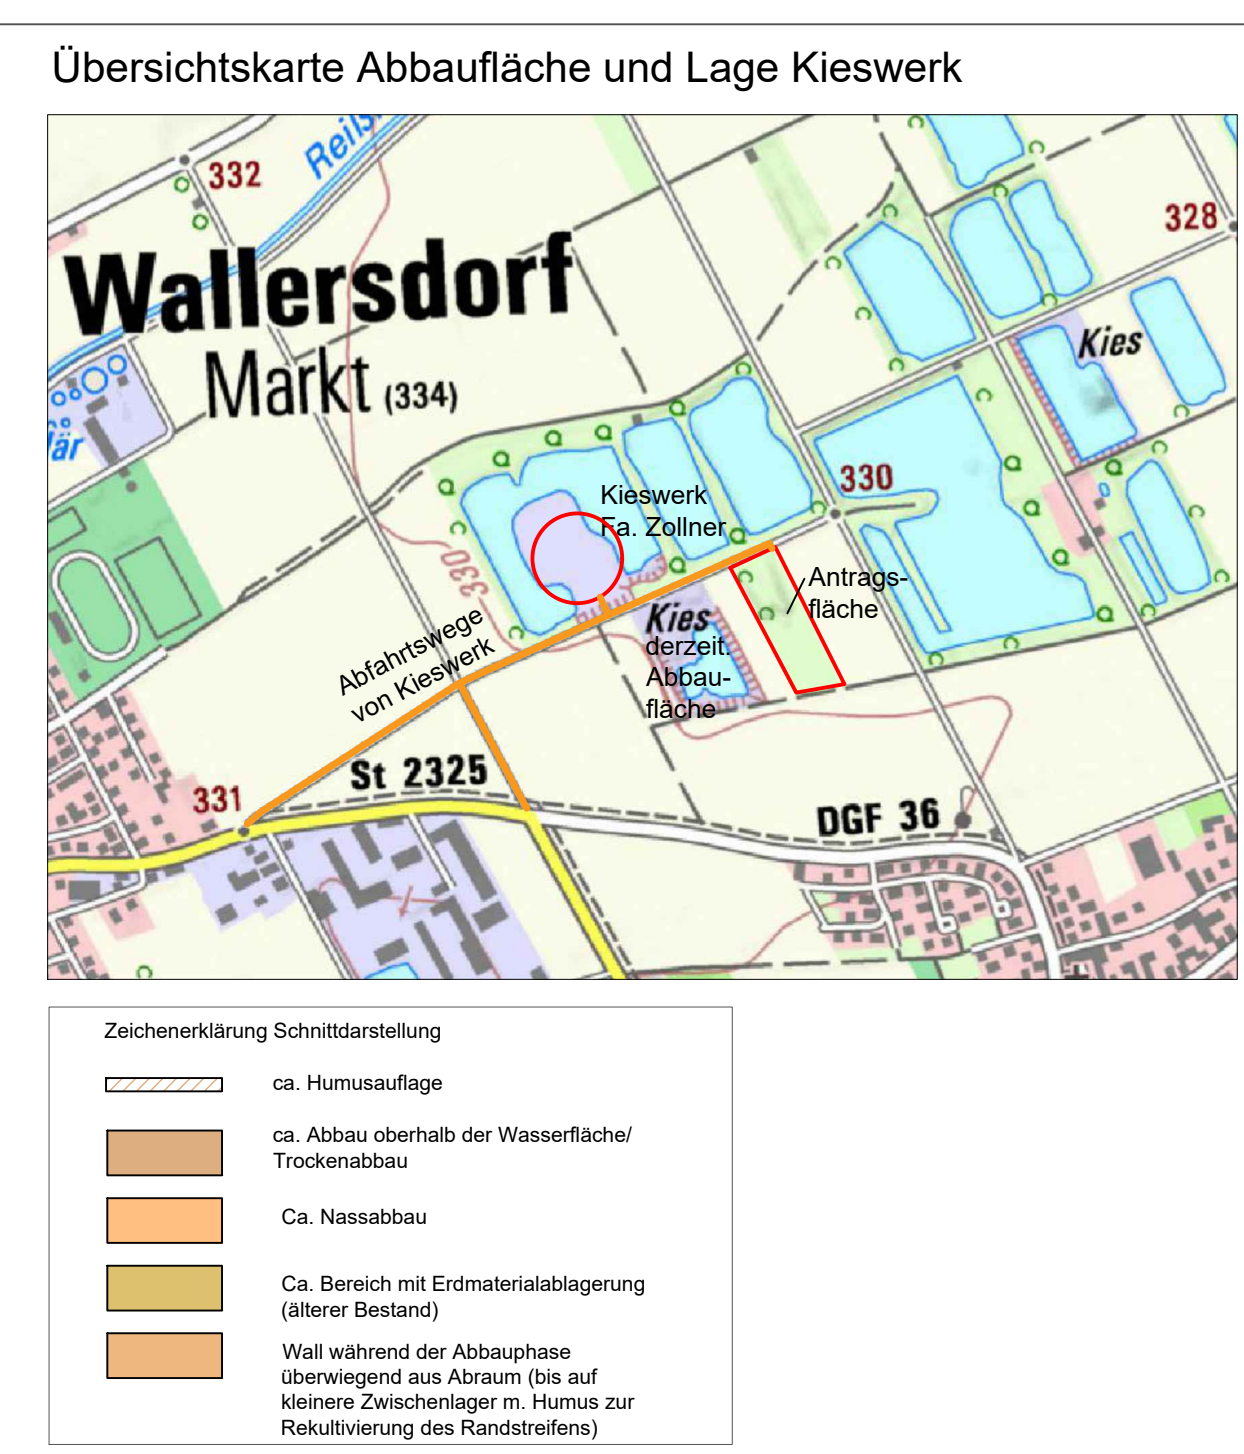 Übersichtskarte Abbaufläche und Lage Kieswerk
332
328
Wallersdorf
Markt (334)
Kies
330
Kieswerk
Fa. Zollner
330
Antrags-
fläche
Kies
derzeit.
Abbau-
fläche
Abfahrtswege
von Kieswerk
St 2325
331
DGF 36
Zeichenerklärung Schnittdarstellung
ca. Humusauflage
ca. Abbau oberhalb der Wasserfläche/
Trockenabbau
Ca. Nassabbau
Ca. Bereich mit Erdmaterialablagerung
(älterer Bestand)
Wall während der Abbauphase
überwiegend aus Abraum (bis auf
kleinere Zwischenlager m. Humus zur
Rekultivierung des Randstreifens)